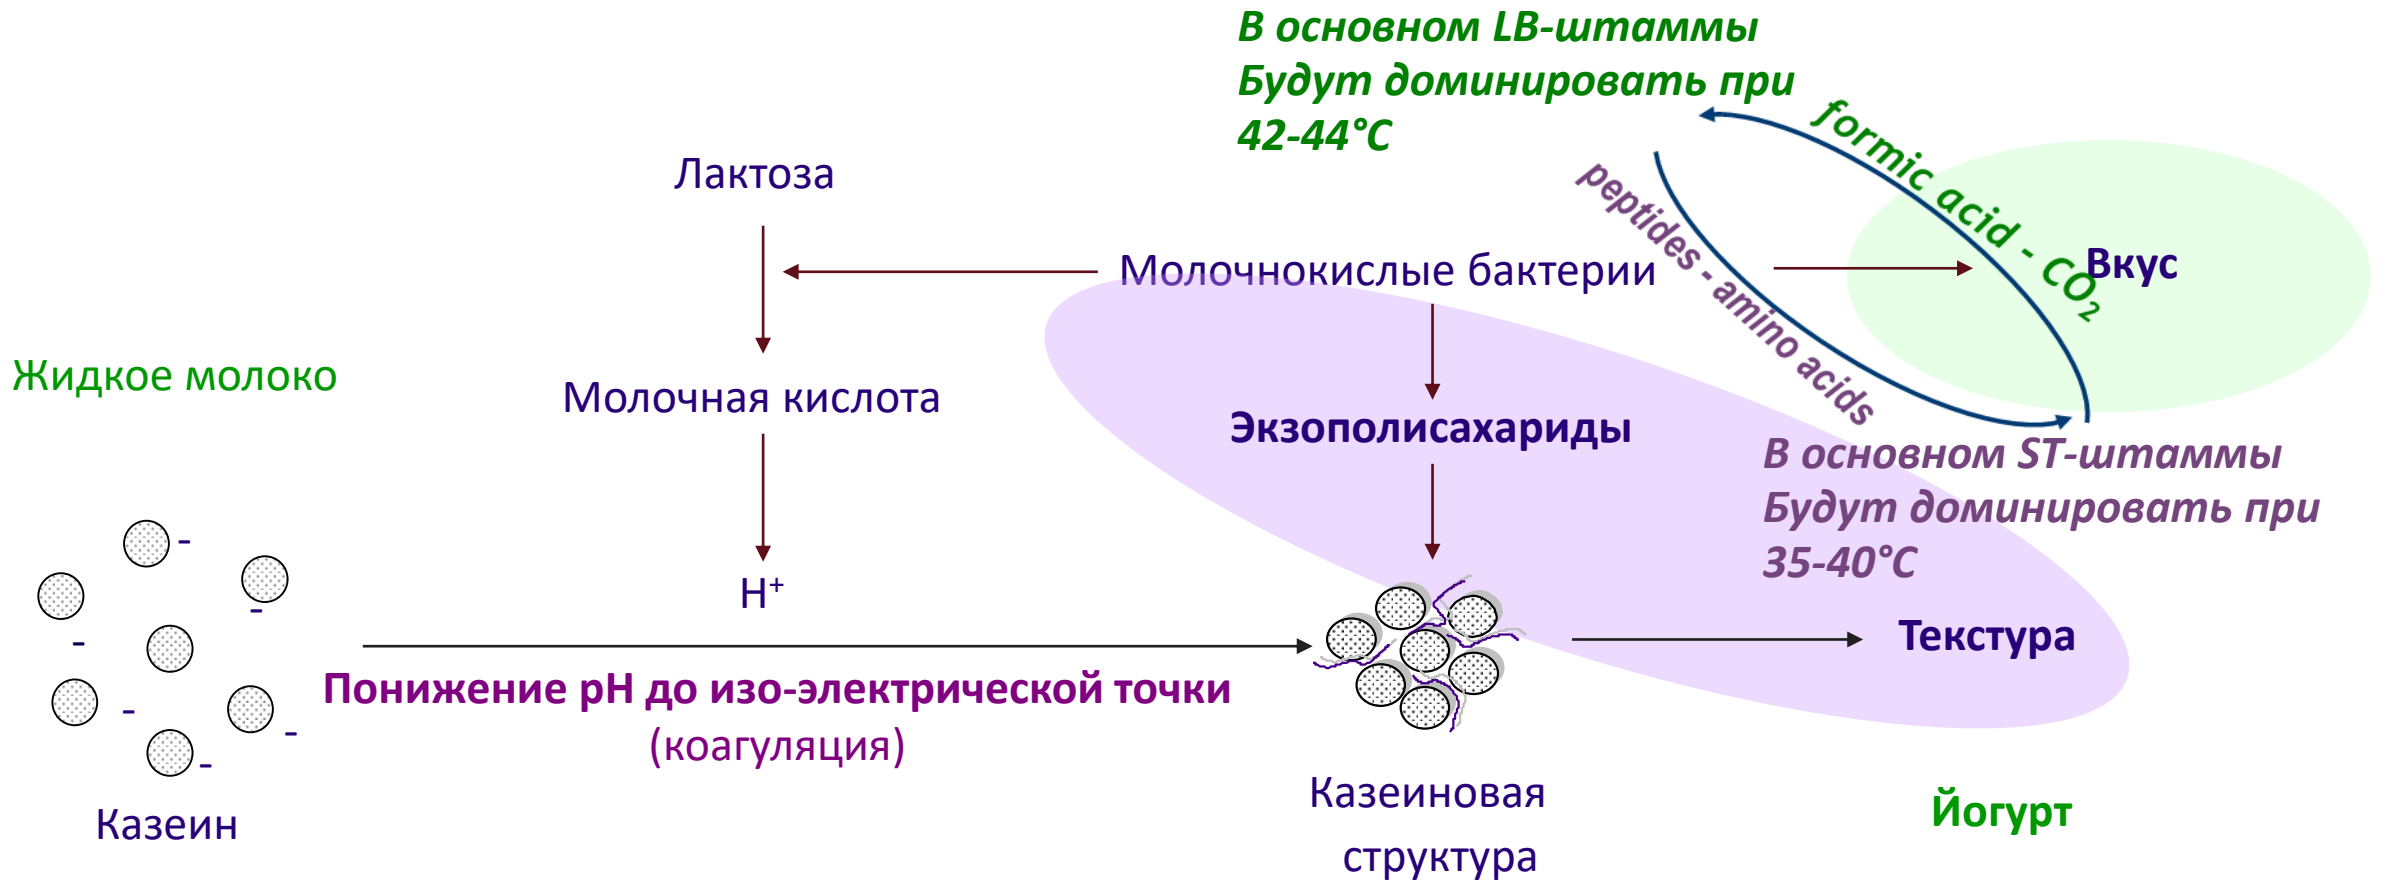 В основном LB-штаммы
Будут доминировать при
42-44°C
formic acid - CO₂
peptides - amino acids
Лактоза
Молочнокислые бактерии
Вкус
Жидкое молоко
Молочная кислота
Экзополисахариды
В основном ST-штаммы
Будут доминировать при
35-40°C
H⁺
Текстура
Понижение pH до изо-электрической точки
(коагуляция)
Казеин
Казеиновая
структура
Йогурт